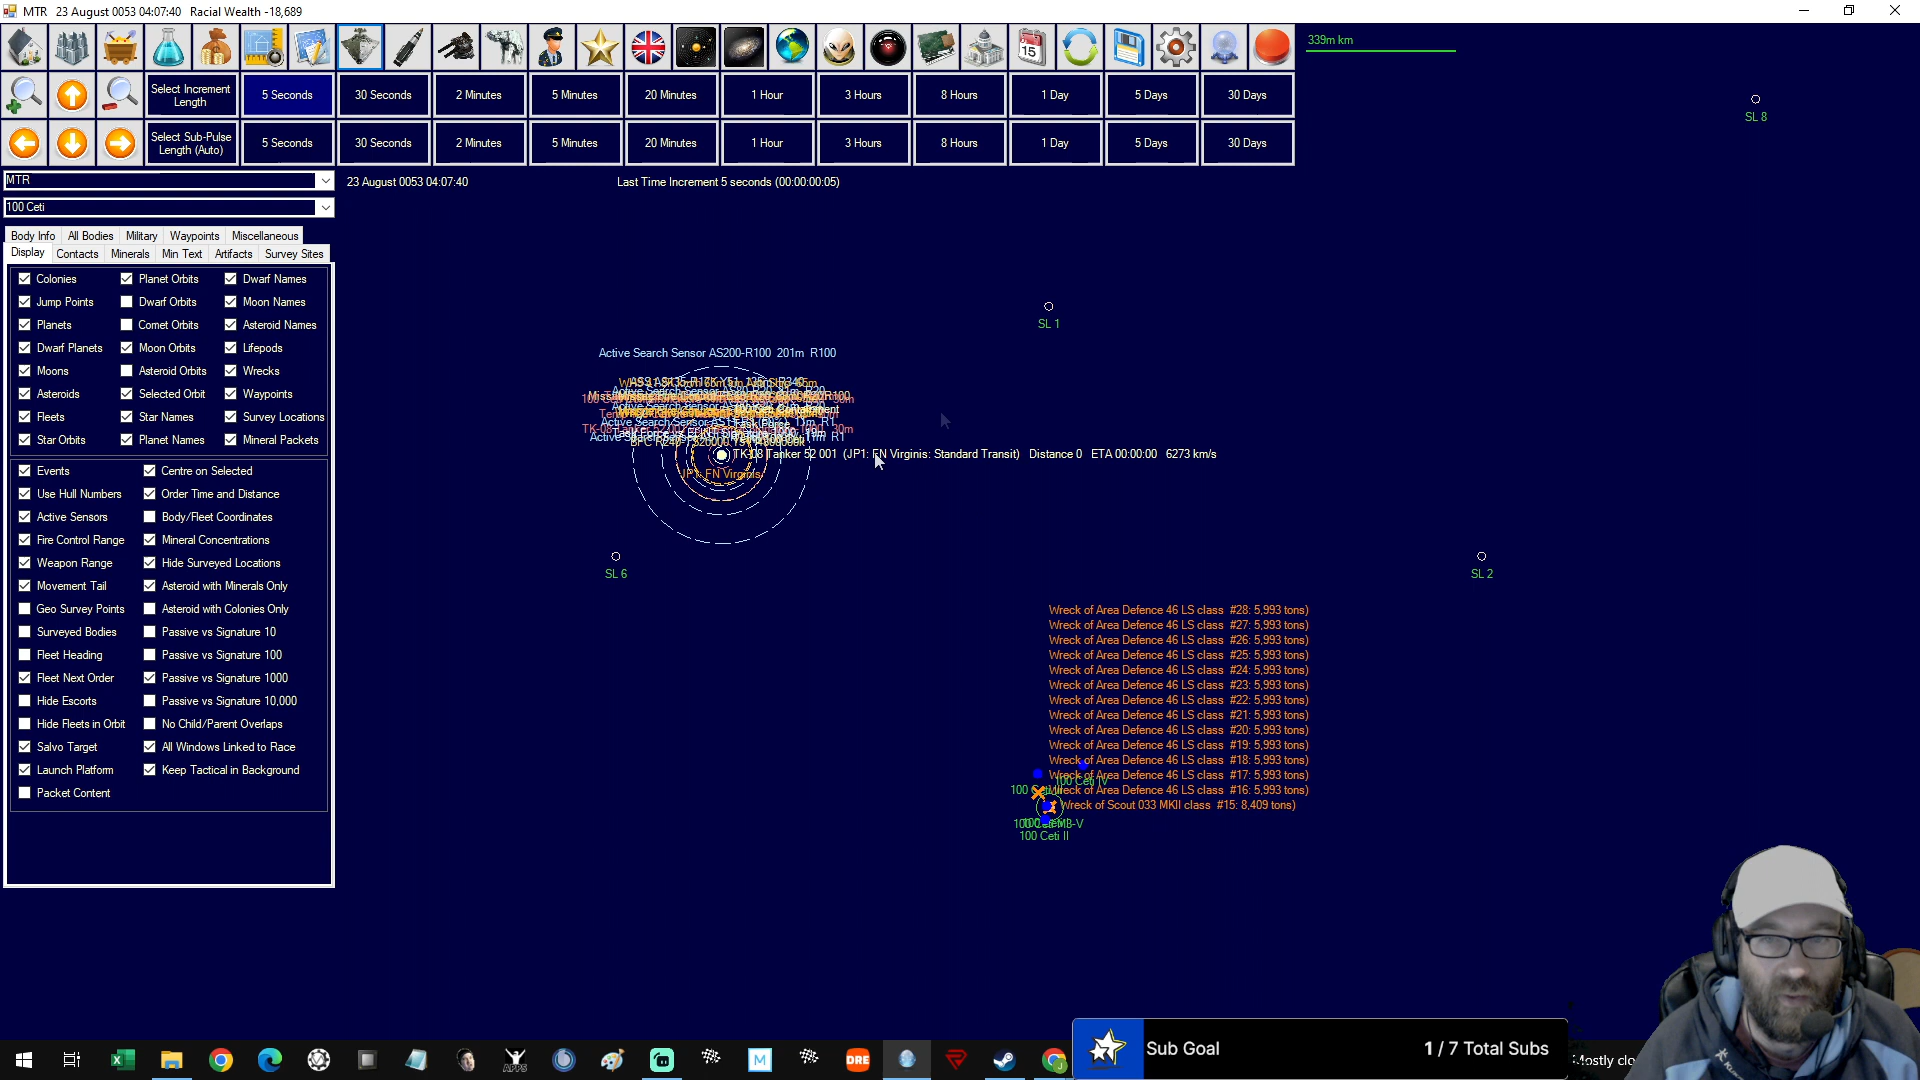 MTR 23 August 0053 04:07:40 Racial Wealth -18,689
339m km
Select Increment Length
5 Seconds
30 Seconds
2 Minutes
5 Minutes
20 Minutes
1 Hour
3 Hours
8 Hours
1 Day
5 Days
30 Days
Select Sub-Pulse Length (Auto)
5 Seconds
30 Seconds
2 Minutes
5 Minutes
20 Minutes
1 Hour
3 Hours
8 Hours
1 Day
5 Days
30 Days
MTR
23 August 0053 04:07:40
Last Time Increment 5 seconds (00:00:00:05)
100 Ceti
Body Info All Bodies Military Waypoints Miscellaneous
Display Contacts Minerals Min Text Artifacts Survey Sites
Colonies Planet Orbits Dwarf Names
Jump Points Dwarf Orbits Moon Names
Planets Comet Orbits Asteroid Names
Dwarf Planets Moon Orbits Lifepods
Moons Asteroid Orbits Wrecks
Asteroids Selected Orbit Waypoints
Fleets Star Names Survey Locations
Star Orbits Planet Names Mineral Packets
Events Centre on Selected
Use Hull Numbers Order Time and Distance
Active Sensors Body/Fleet Coordinates
Fire Control Range Mineral Concentrations
Weapon Range Hide Surveyed Locations
Movement Tail Asteroid with Minerals Only
Geo Survey Points Asteroid with Colonies Only
Surveyed Bodies Passive vs Signature 10
Fleet Heading Passive vs Signature 100
Fleet Next Order Passive vs Signature 1000
Hide Escorts Passive vs Signature 10,000
Hide Fleets in Orbit No Child/Parent Overlaps
Salvo Target All Windows Linked to Race
Launch Platform Keep Tactical in Background
Packet Content
SL 8
SL 1
Active Search Sensor AS200-R100 201m R100
TK-08 Tanker 52 001 (JP1: EN Virginis: Standard Transit) Distance 0 ETA 00:00:00 6273 km/s
JP1: EN Virginis
SL 6
SL 2
Wreck of Area Defence 46 LS class #28: 5,993 tons)
Wreck of Area Defence 46 LS class #27: 5,993 tons)
Wreck of Area Defence 46 LS class #26: 5,993 tons)
Wreck of Area Defence 46 LS class #25: 5,993 tons)
Wreck of Area Defence 46 LS class #24: 5,993 tons)
Wreck of Area Defence 46 LS class #23: 5,993 tons)
Wreck of Area Defence 46 LS class #22: 5,993 tons)
Wreck of Area Defence 46 LS class #21: 5,993 tons)
Wreck of Area Defence 46 LS class #20: 5,993 tons)
Wreck of Area Defence 46 LS class #19: 5,993 tons)
Wreck of Area Defence 46 LS class #18: 5,993 tons)
Wreck of Area Defence 46 LS class #17: 5,993 tons)
Wreck of Area Defence 46 LS class #16: 5,993 tons)
Wreck of Scout 033 MKII class #15: 8,409 tons)
100 Ceti IV
100 Ceti II
Sub Goal
1 / 7 Total Subs
Mostly clo
APPS
M
DRE